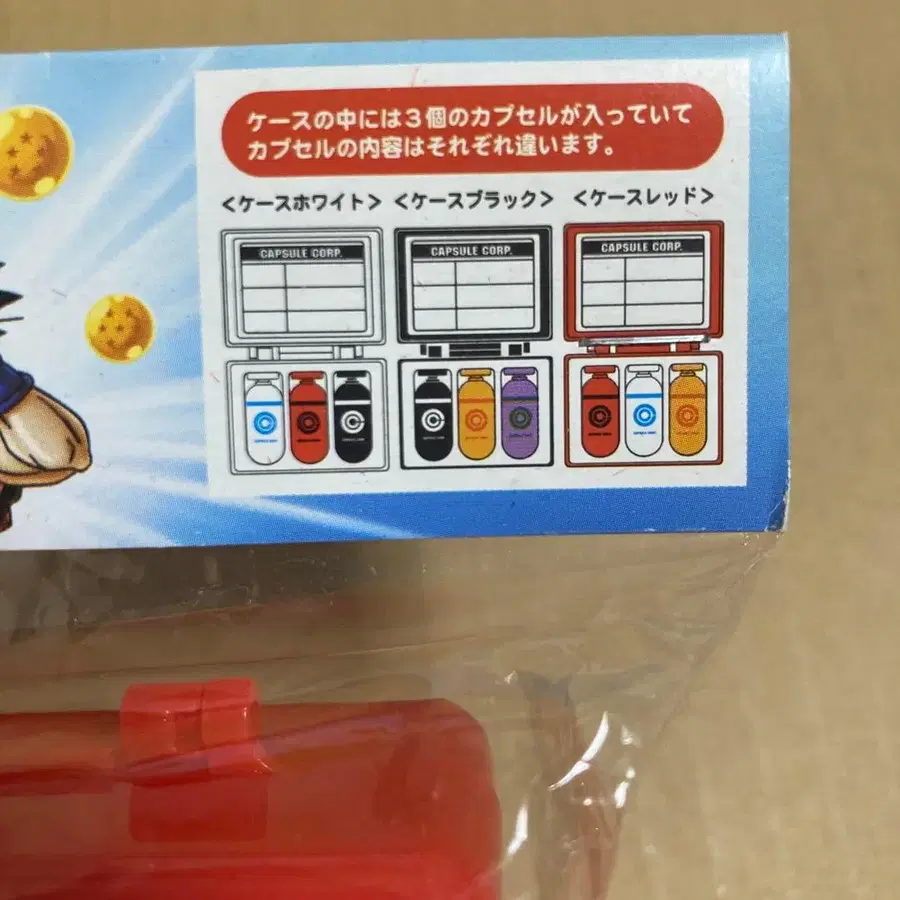 ケースの中には３個のカプセルが入っていて
カプセルの内容はそれぞれ違います。
＜ケースホワイト＞ ＜ケースブラック＞ ＜ケースレッド＞
CAPSULE CORP. CAPSULE CORP. CAPSULE CORP.